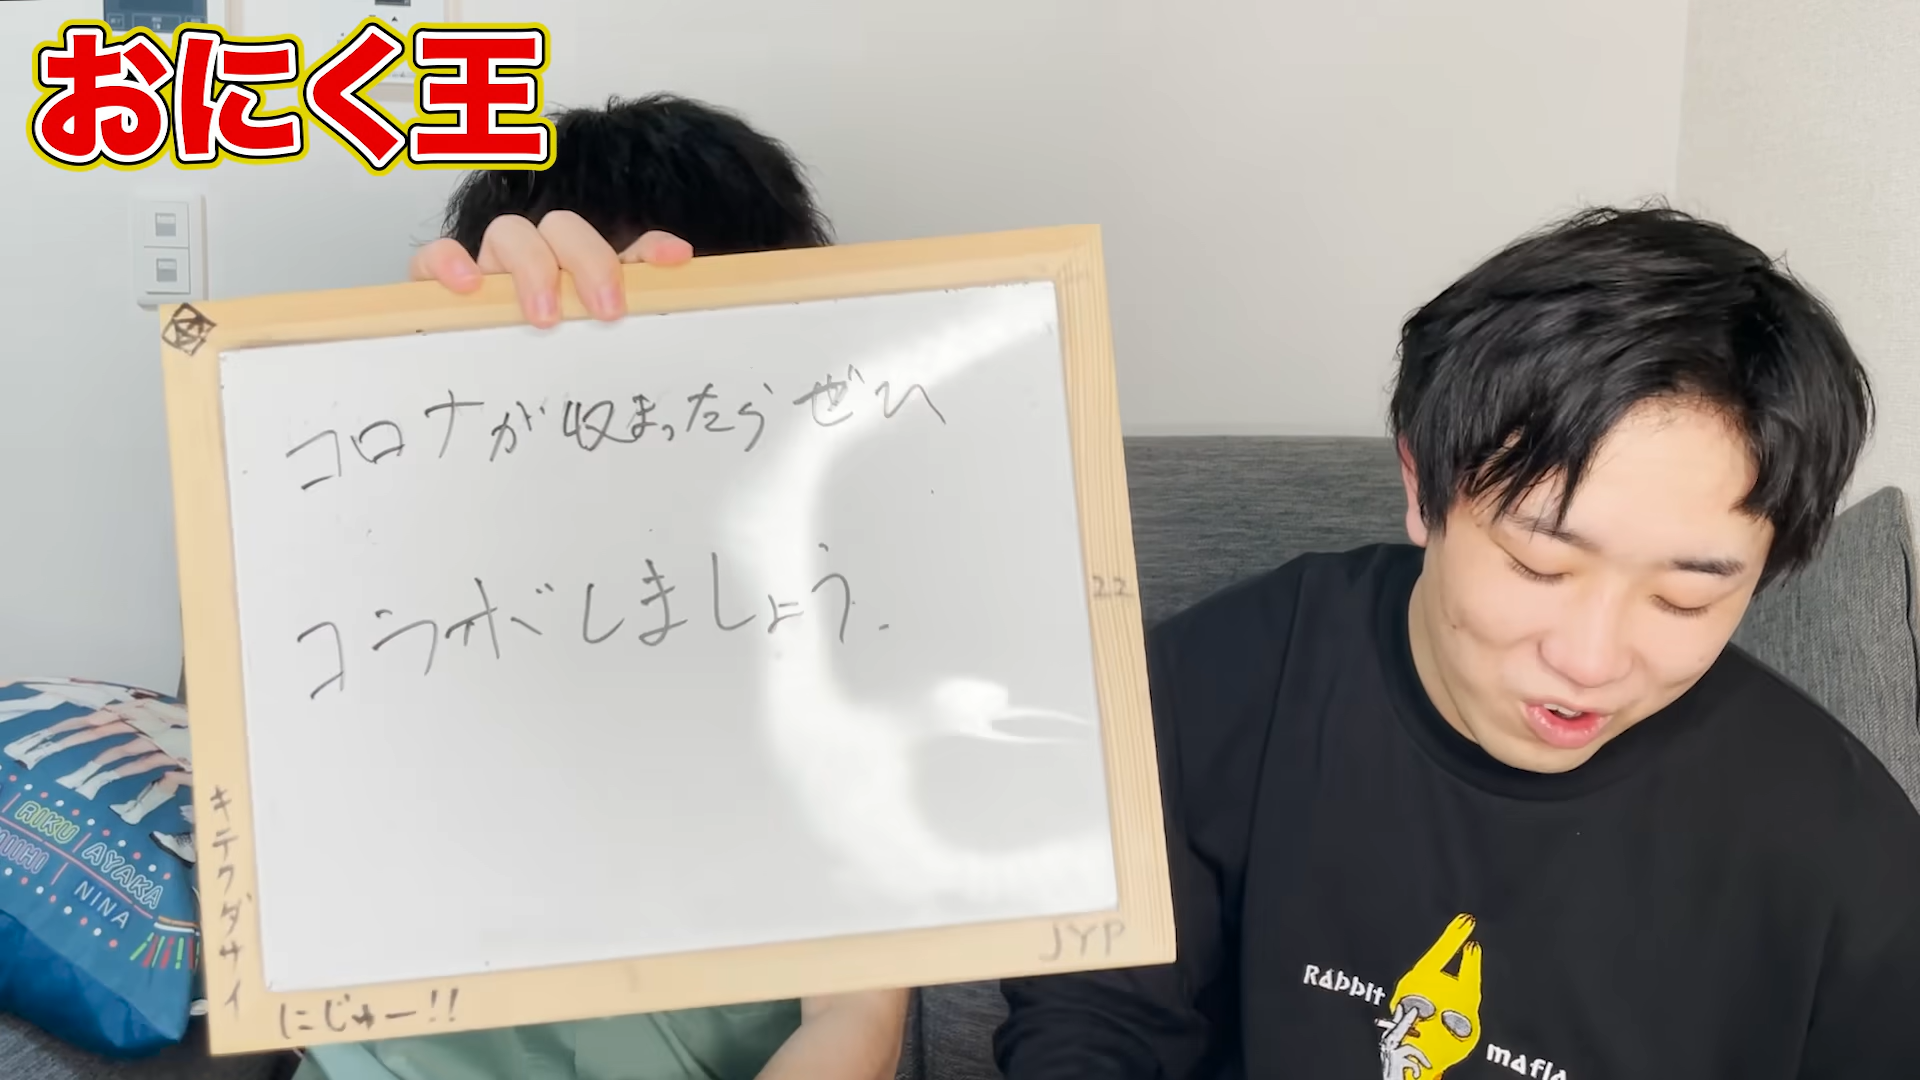 おにく王
コロナが収まったらぜひ
コラボしましょう.
22
JYP
キテクダサイ
にじゅー!!
RIKU
AYAKA
MIIHI
NINA
Rabbit
mafia